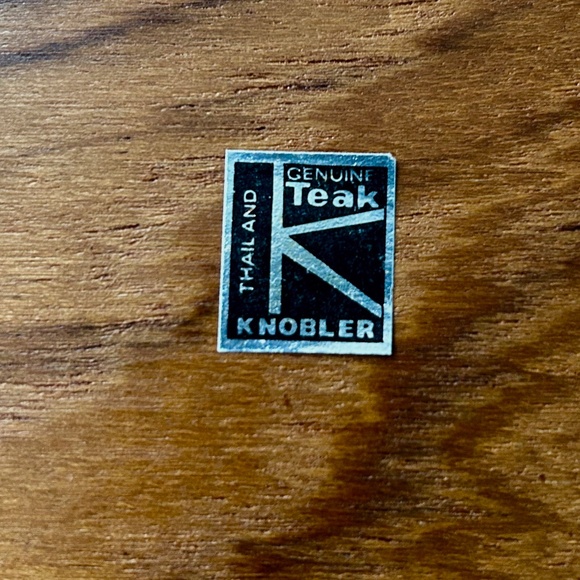 GENUINE
Teak
THAILAND
KNOBLER